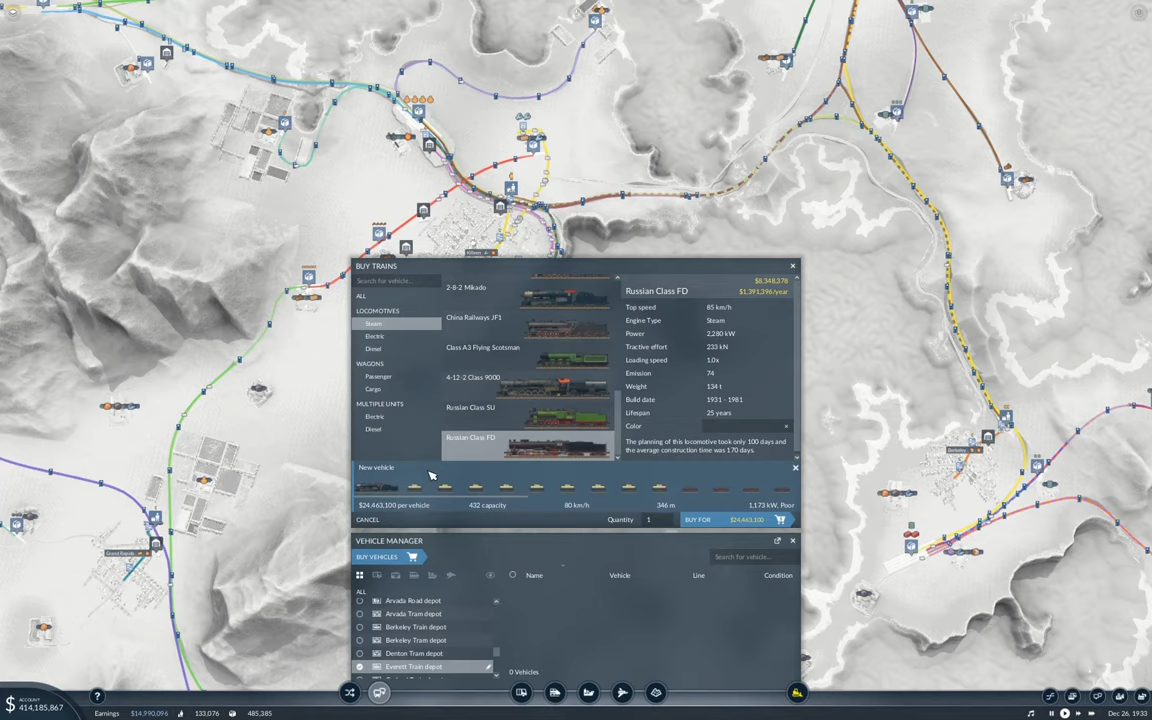 Kilbeet
BUY TRAINS
Search for vehicle...
ALL
LOCOMOTIVES
Steam
Electric
Diesel
WAGONS
Passenger
Cargo
MULTIPLE UNITS
Electric
Diesel
2-8-2 Mikado
China Railways JF1
Class A3 Flying Scotsman
4-12-2 Class 9000
Russian Class SU
Russian Class FD
$8,348,378
Russian Class FD
$1,391,396/year
Top speed 85 km/h
Engine Type Steam
Power 2,280 kW
Tractive effort 233 kN
Loading speed 1.0x
Emission 74
Weight 134 t
Build date 1931 - 1981
Lifespan 25 years
Color
The planning of this locomotive took only 100 days and
the average construction time was 170 days.
New vehicle
$24,463,100 per vehicle 432 capacity 80 km/h 346 m 1,173 kW, Poor
CANCEL Quantity 1 BUY FOR $24,463,100
VEHICLE MANAGER
BUY VEHICLES Search for vehicle...
Name Vehicle Line Condition
ALL
Arvada Road depot
Arvada Tram depot
Berkeley Train depot
Berkeley Tram depot
Denton Tram depot
Everett Train depot
0 Vehicles
Grand Rapids
Berkeley
ACCOUNT
$ 414,185,867
?
Earnings $14,990,096 133,076 485,385
Dec 26, 1933